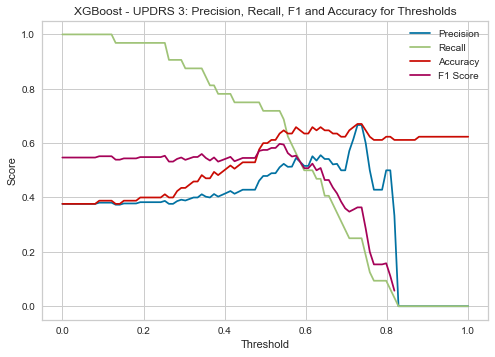 XGBoost - UPDRS 3: Precision, Recall, F1 and Accuracy for Thresholds
Precision
Recall
Accuracy
F1 Score
Score
1.0
0.8
0.6
0.4
0.2
0.0
0.0 0.2 0.4 0.6 0.8 1.0
Threshold